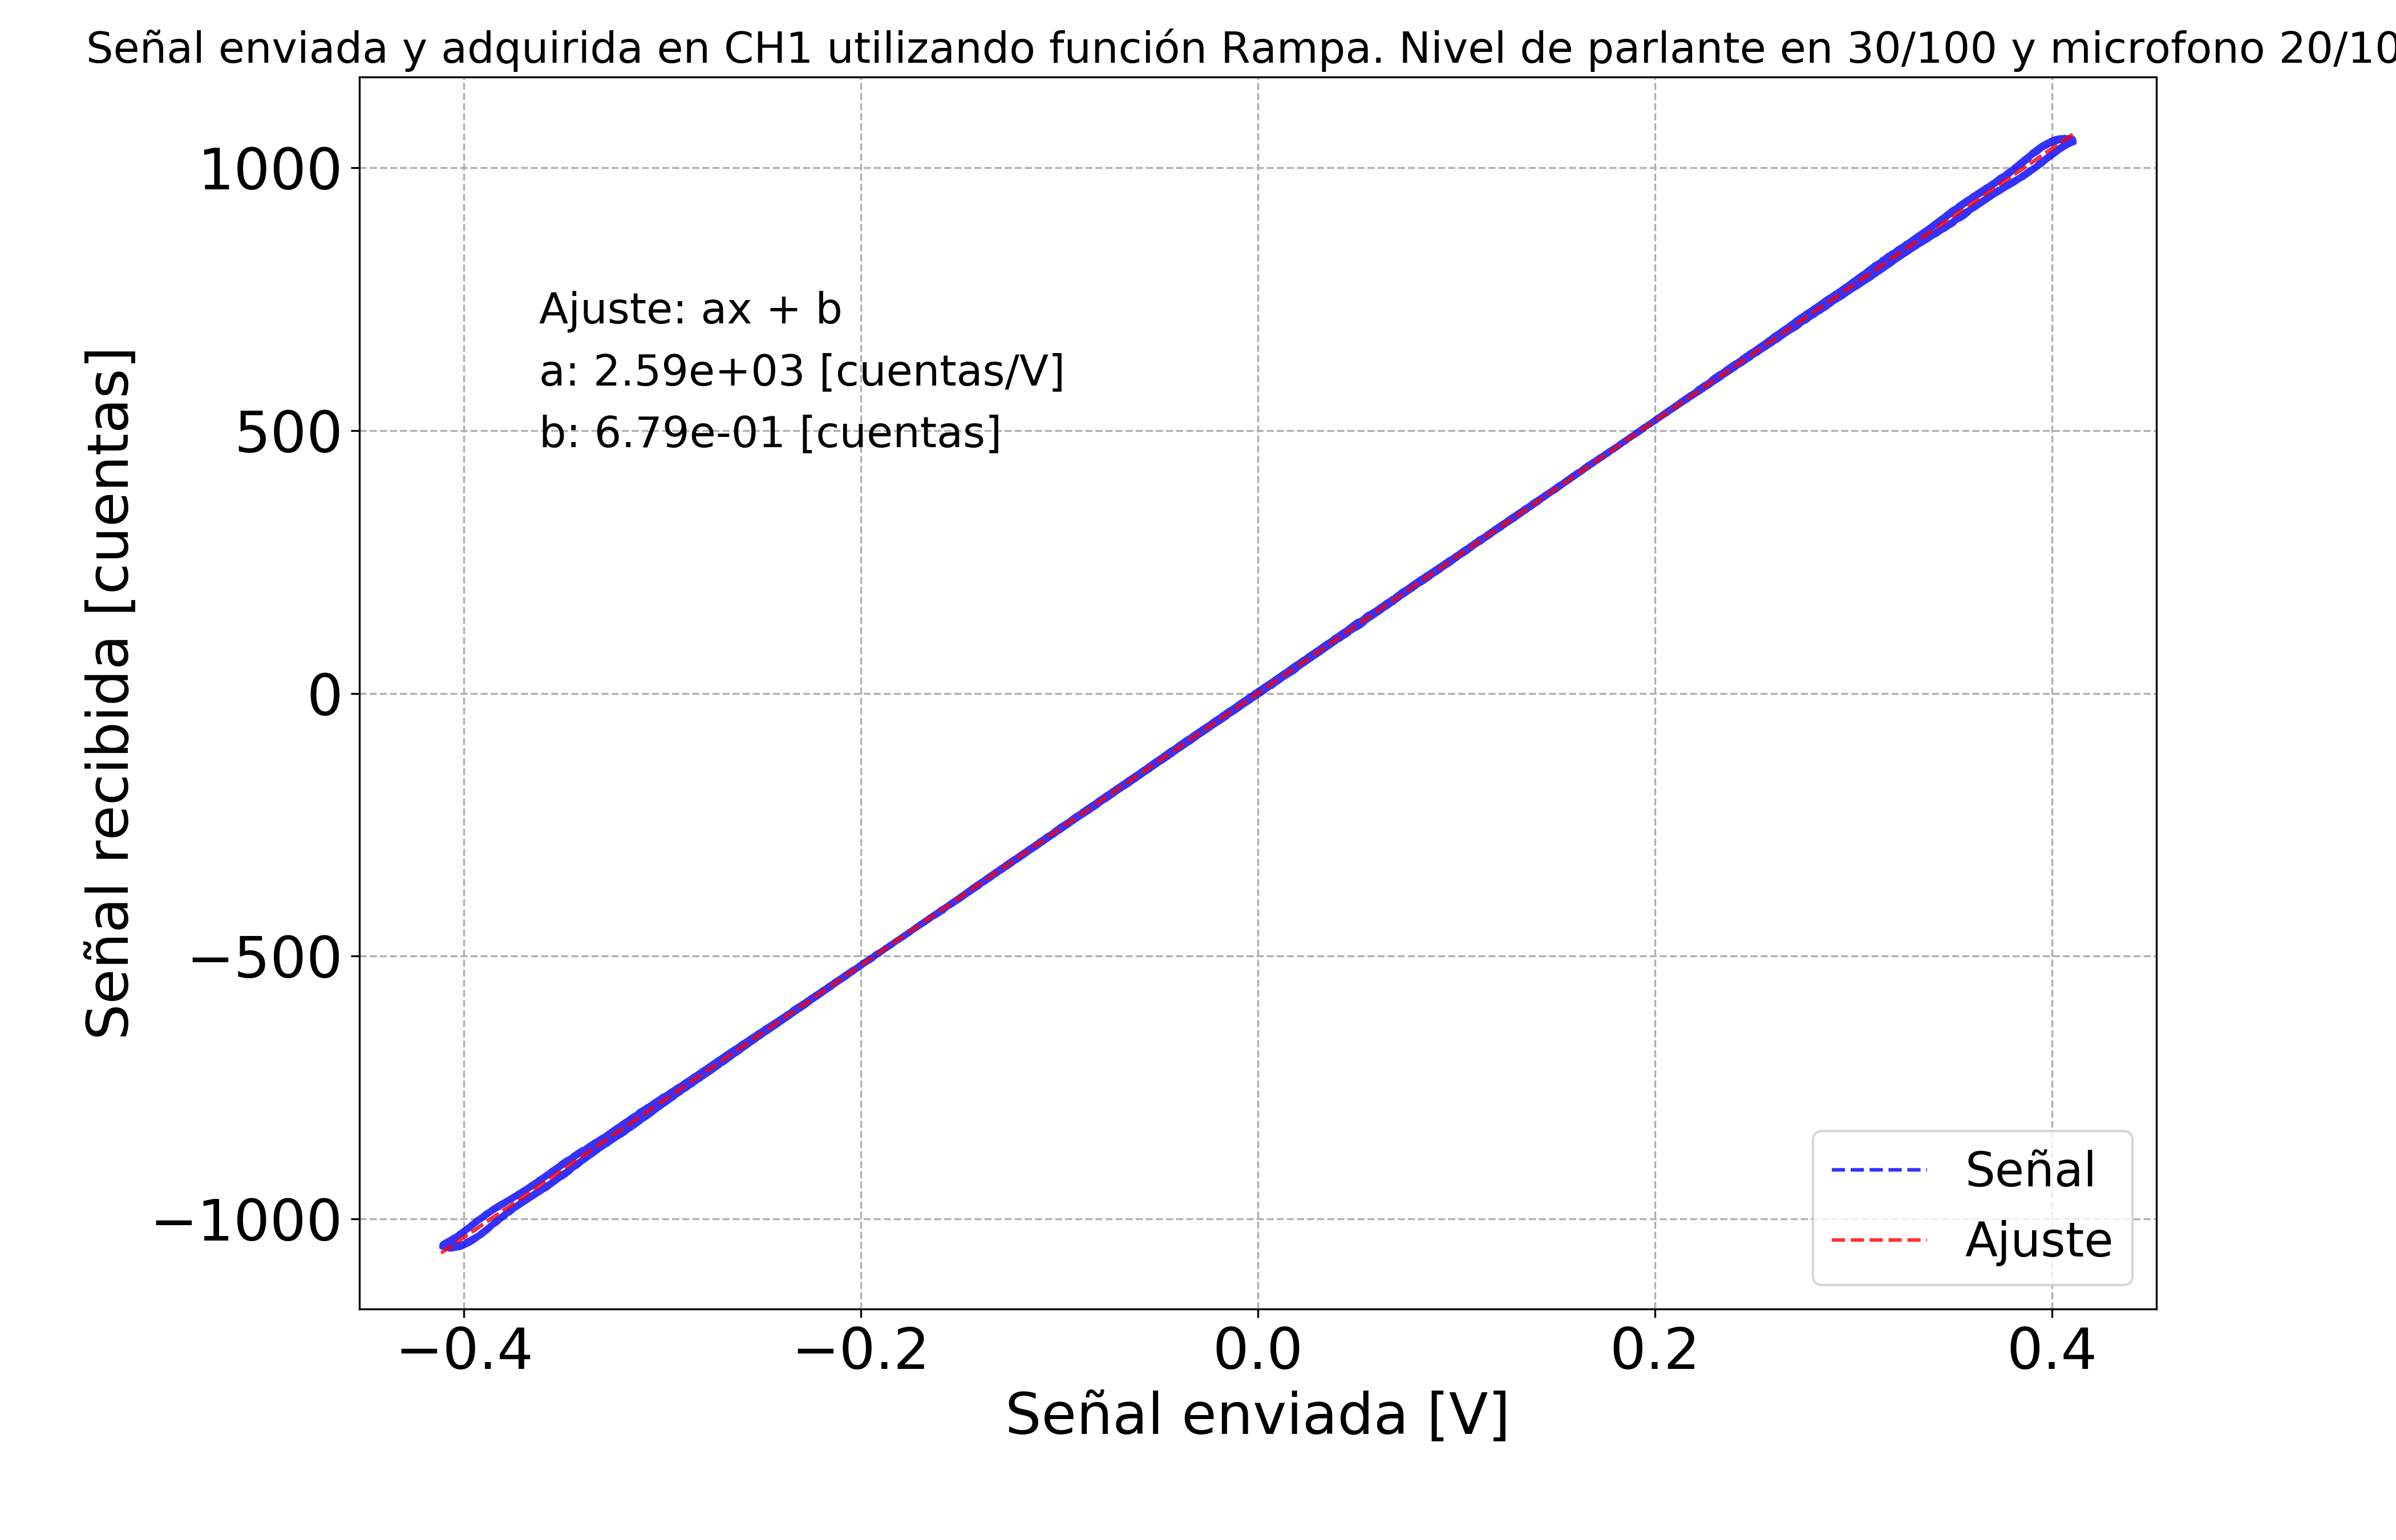 Señal enviada y adquirida en CH1 utilizando función Rampa. Nivel de parlante en 30/100 y microfono 20/10
Señal recibida [cuentas]
1000
500
0
−500
−1000
Ajuste: ax + b
a: 2.59e+03 [cuentas/V]
b: 6.79e-01 [cuentas]
Señal
Ajuste
−0.4
−0.2
0.0
0.2
0.4
Señal enviada [V]